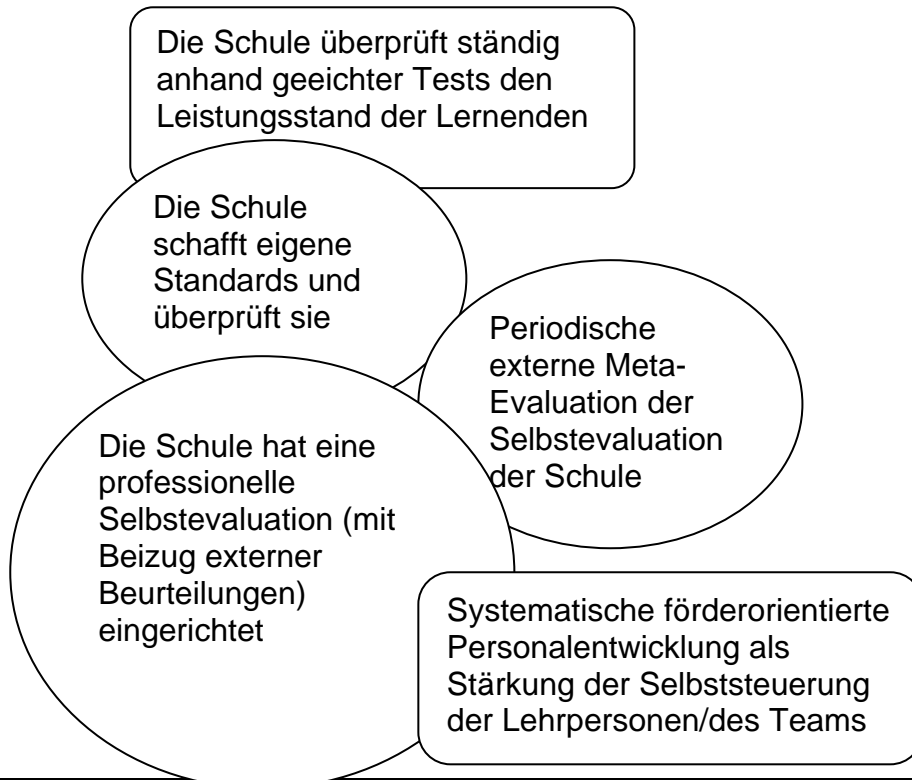 Die Schule überprüft ständig
anhand geeichter Tests den
Leistungsstand der Lernenden
Die Schule
schafft eigene
Standards und
überprüft sie
Periodische
externe Meta-
Evaluation der
Selbstevaluation
der Schule
Die Schule hat eine
professionelle
Selbstevaluation (mit
Beizug externer
Beurteilungen)
eingerichtet
Systematische förderorientierte
Personalentwicklung als
Stärkung der Selbststeuerung
der Lehrpersonen/des Teams